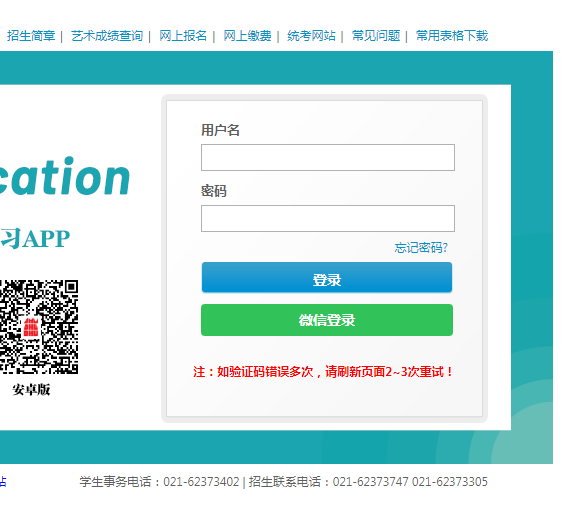 招生简章 | 艺术成绩查询 | 网上报名 | 网上缴费 | 统考网站 | 常见问题 | 常用表格下载
用户名
cation
密码
习APP
忘记密码?
登录
微信登录
安卓版
注：如验证码错误多次，请刷新页面2~3次重试！
站
学生事务电话：021-62373402 | 招生联系电话：021-62373747 021-62373305